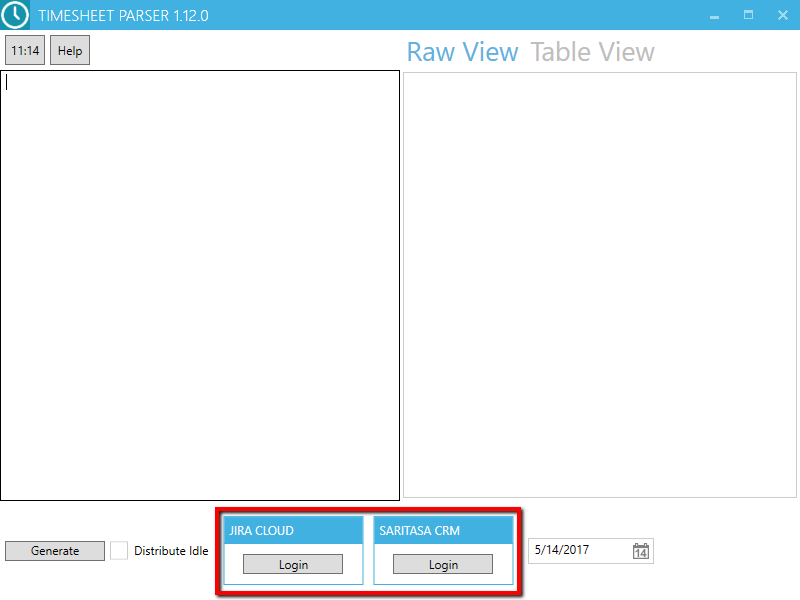 TIMESHEET PARSER 1.12.0
11:14 Help
Raw View Table View
JIRA CLOUD
SARITASA CRM
Generate
Distribute Idle
Login
Login
5/14/2017
14